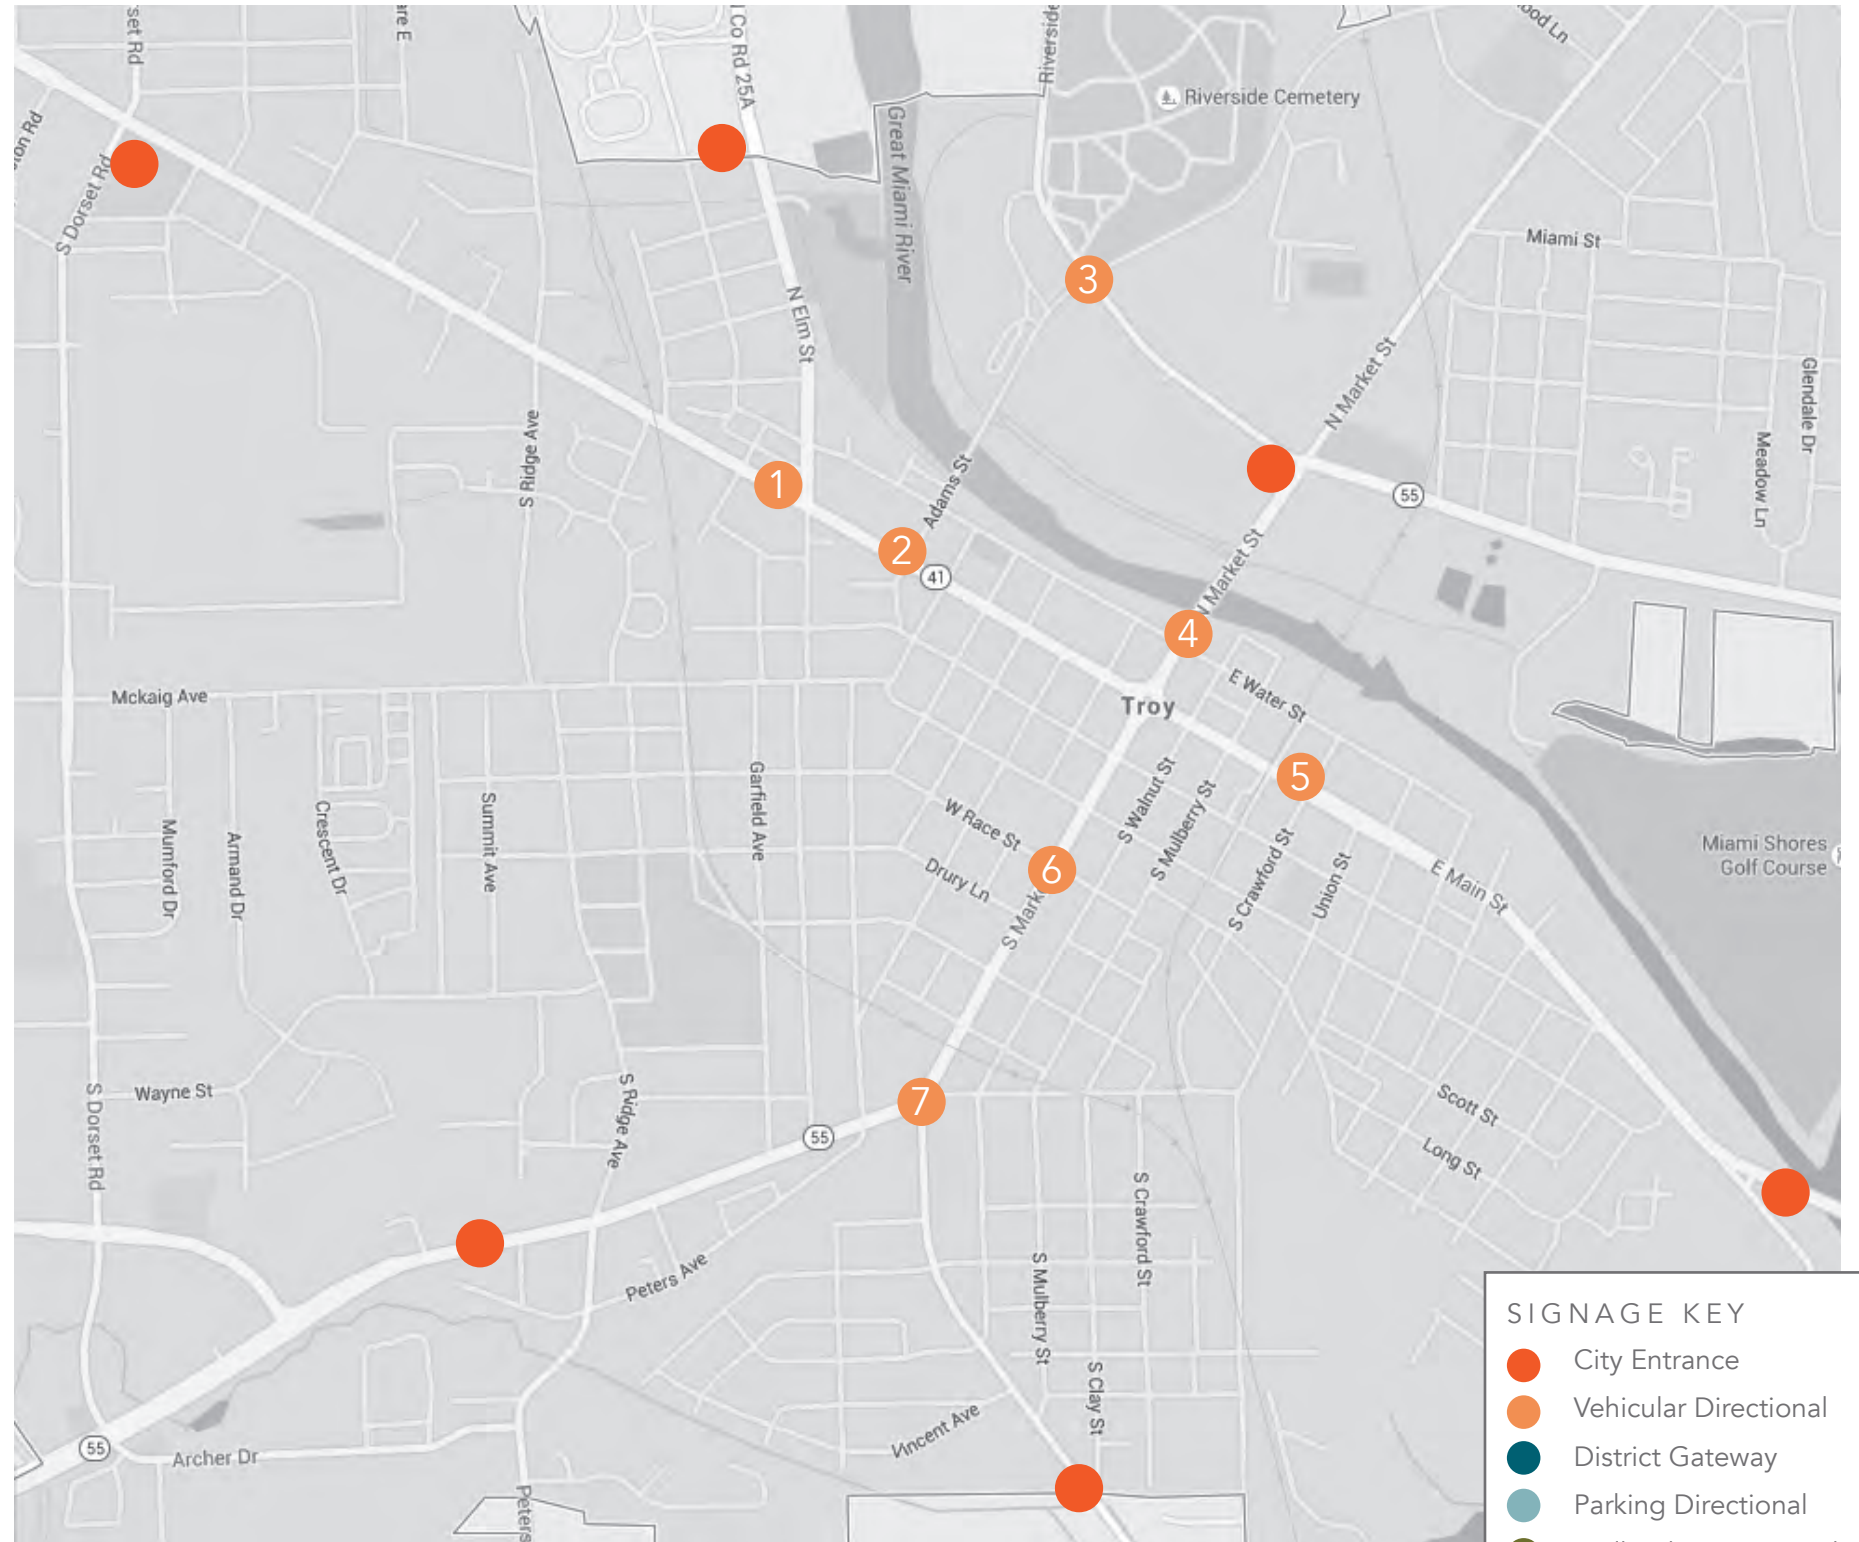 Co Rd 25A
Riverside Cemetery
S Dorset Rd
Great Miami River
Miami St
3
N Elm St
N Market St
Glendale Dr
Meadow Ln
S Ridge Ave
1
Adams St
55
2
41
N Market St
4
Mckaig Ave
E Water St
Troy
5
Garfield Ave
S Walnut St
S Mulberry St
W Race St
Crescent Dr
Summit Ave
Mumford Dr
Armand Dr
6
Drury Ln
S Crawford St
Union St
E Main St
Miami Shores
Golf Course
S Mark
Wayne St
S Dorset Rd
S Ridge Ave
7
55
Scott St
Long St
S Crawford St
Peters Ave
S Mulberry St
S Clay St
Vincent Ave
55
Archer Dr
Peters
SIGNAGE KEY
City Entrance
Vehicular Directional
District Gateway
Parking Directional